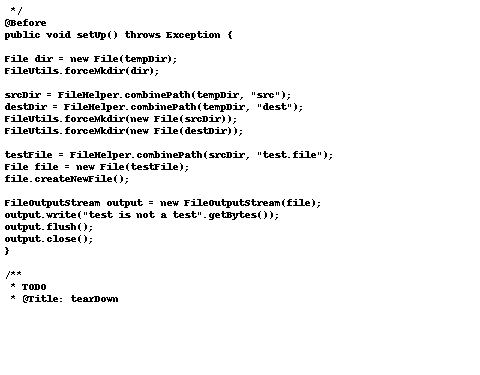 */
@Before
public void setUp() throws Exception {
File dir = new File(tempDir);
FileUtils.forceMkdir(dir);
srcDir = FileHelper.combinePath(tempDir, "src");
destDir = FileHelper.combinePath(tempDir, "dest");
FileUtils.forceMkdir(new File(srcDir));
FileUtils.forceMkdir(new File(destDir));
testFile = FileHelper.combinePath(srcDir, "test.file");
File file = new File(testFile);
file.createNewFile();
FileOutputStream output = new FileOutputStream(file);
output.write("test is not a test".getBytes());
output.flush();
output.close();
}
/**
* TODO
* @Title: tearDown